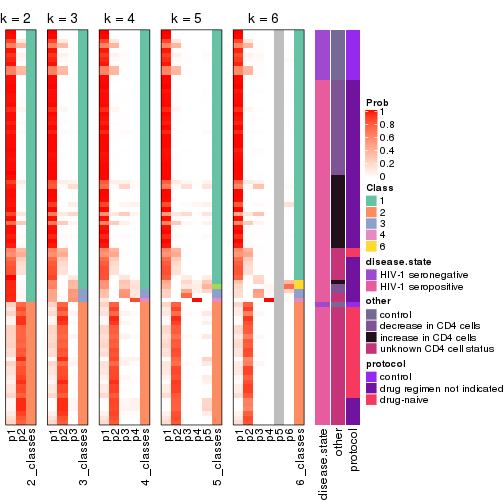 k = 2 k = 3 k = 4 k = 5 k = 6
Prob
1
0.8
0.6
0.4
0.2
0
Class
1
2
3
4
6
disease.state
HIV-1 seronegative
HIV-1 seropositive
other
control
decrease in CD4 cells
increase in CD4 cells
unknown CD4 cell status
protocol
control
drug regimen not indicated
drug-naive
p1 p2 2_classes p1 p2 p3 3_classes p1 p2 p3 p4 4_classes p1 p2 p3 p4 p5 5_classes p1 p2 p3 p4 p5 p6 6_classes disease.state other protocol